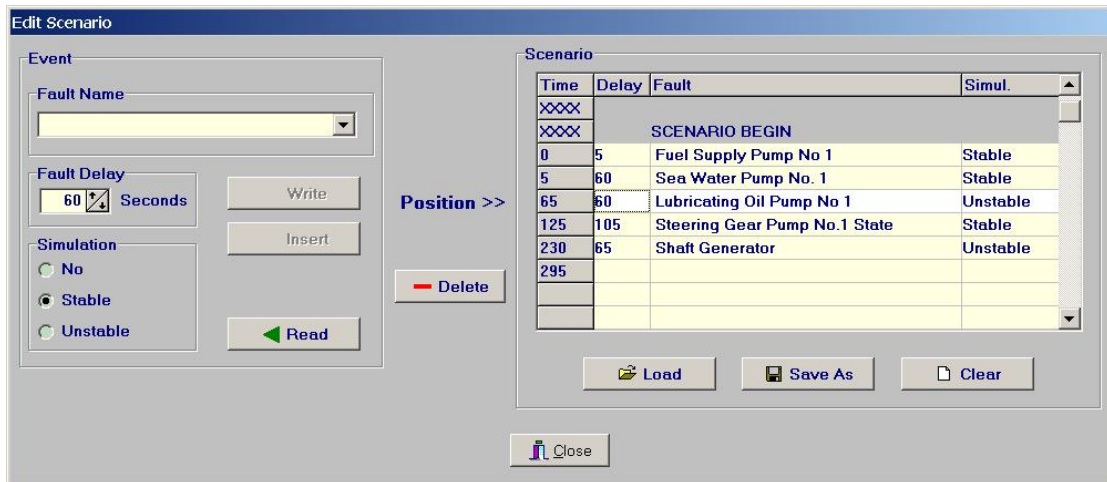 Edit Scenario
Event
Fault Name
Fault Delay
60 Seconds
Write
Insert
Simulation
No
Stable
Unstable
Read
Position >>
Delete
Scenario
Time Delay Fault Simul.
XXXX
XXXX SCENARIO BEGIN
0 5 Fuel Supply Pump No 1 Stable
5 60 Sea Water Pump No. 1 Stable
65 60 Lubricating Oil Pump No 1 Unstable
125 105 Steering Gear Pump No.1 State Stable
230 65 Shaft Generator Unstable
295
Load Save As Clear
Close